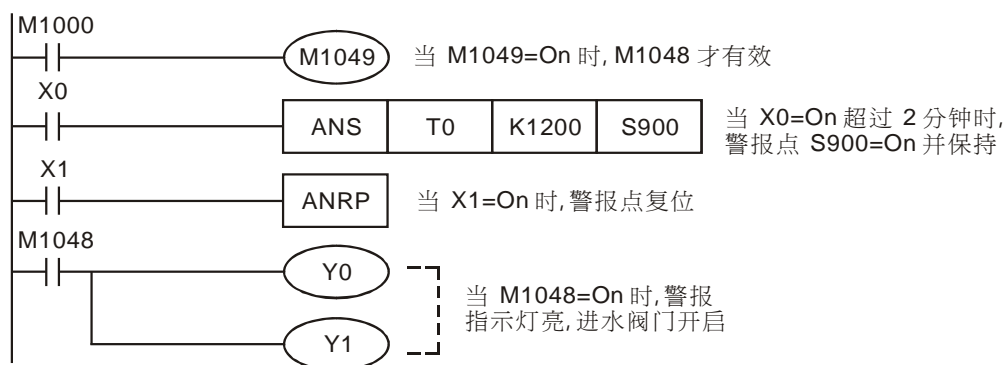 M1000
M1049 当 M1049=On 时, M1048 才有效
X0
ANS T0 K1200 S900 当 X0=On 超过 2 分钟时,
警报点 S900=On 并保持
X1
ANRP 当 X1=On 时, 警报点复位
M1048
Y0
当 M1048=On 时, 警报
指示灯亮, 进水阀门开启
Y1